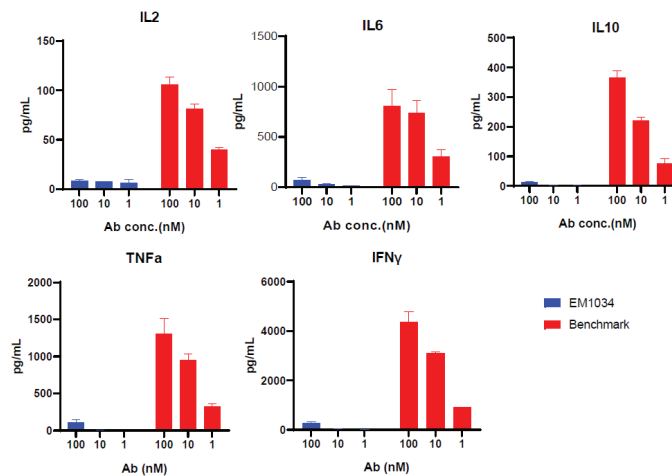 IL2
150
100
50
0
pg/mL
100 10 1 100 10 1
Ab conc.(nM)
IL6
1500
1000
500
0
pg/mL
100 10 1 100 10 1
Ab conc.(nM)
IL10
500
400
300
200
100
0
pg/mL
100 10 1 100 10 1
Ab conc.(nM)
TNFa
2000
1500
1000
500
0
pg/mL
100 10 1 100 10 1
Ab (nM)
IFNγ
6000
4000
2000
0
pg/mL
100 10 1 100 10 1
Ab (nM)
EM1034
Benchmark